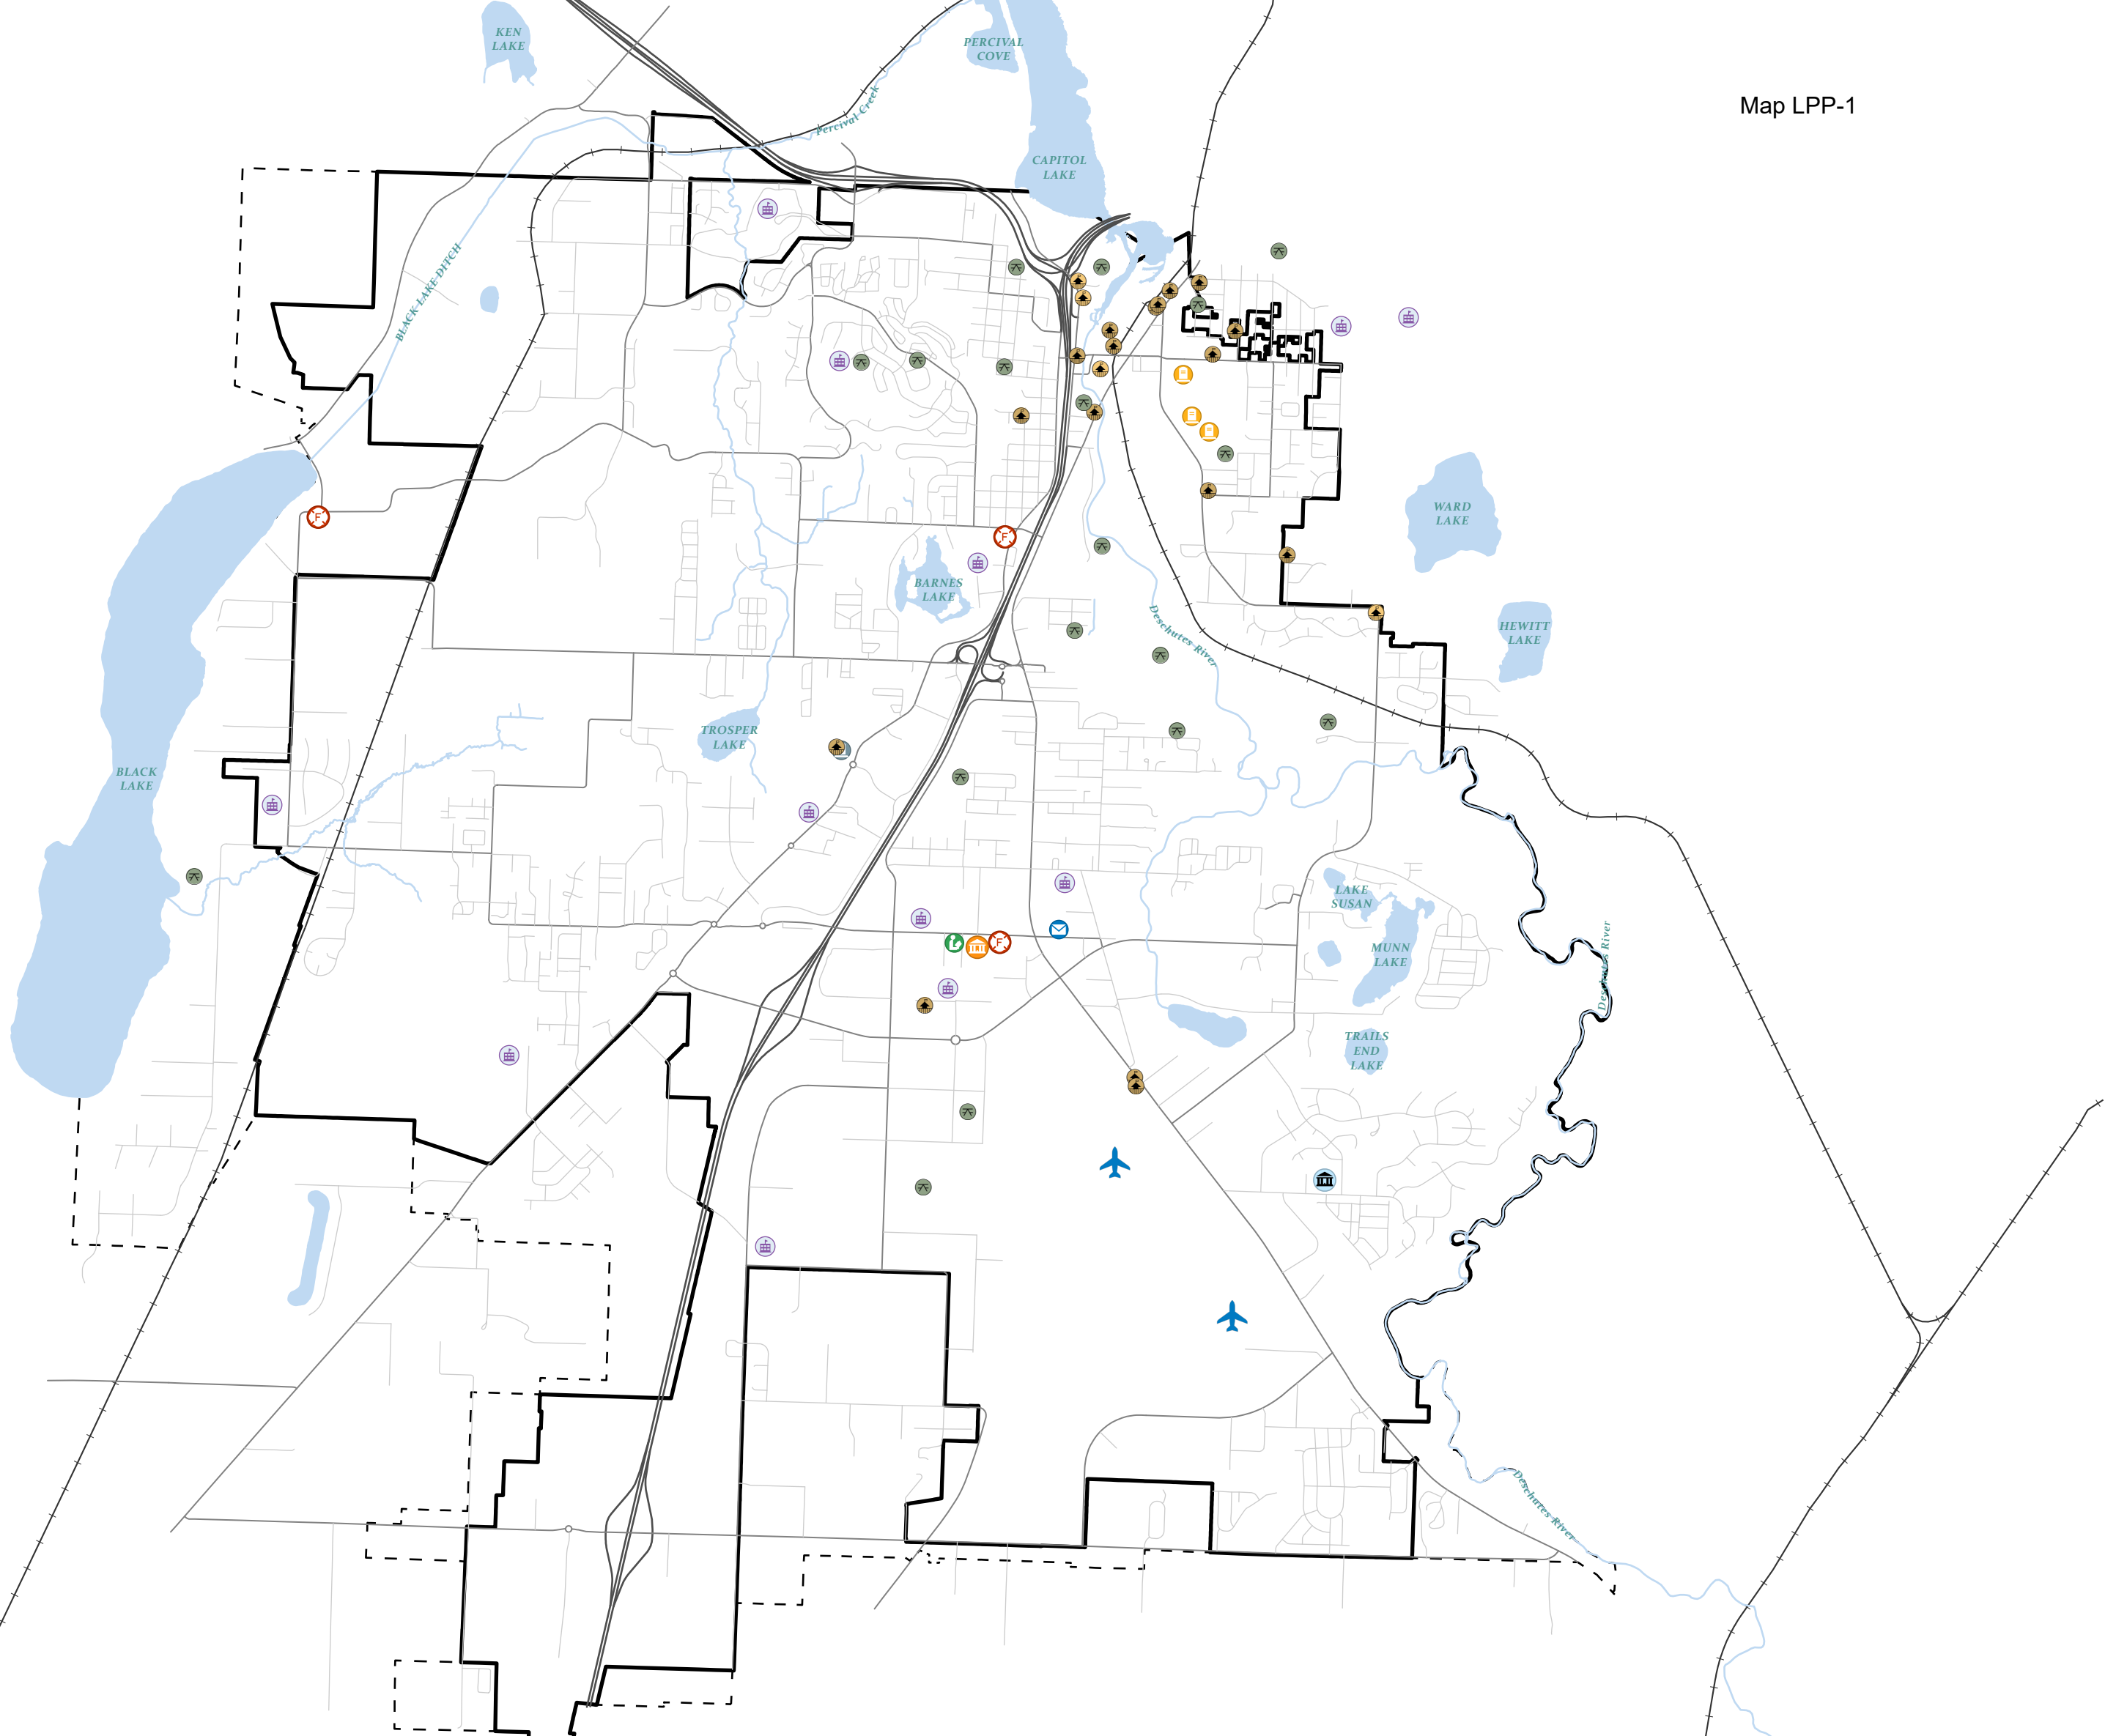 KEN
LAKE
PERCIVAL
COVE
Map LPP-1
Percival Creek
CAPITOL
LAKE
BLACK LAKE DITCH
WARD
LAKE
F
F
BARNES
LAKE
Deschutes River
HEWITT
LAKE
TROSPER
LAKE
BLACK
LAKE
LAKE
SUSAN
MUNN
LAKE
F
Deschutes River
TRAILS
END
LAKE
Deschutes River